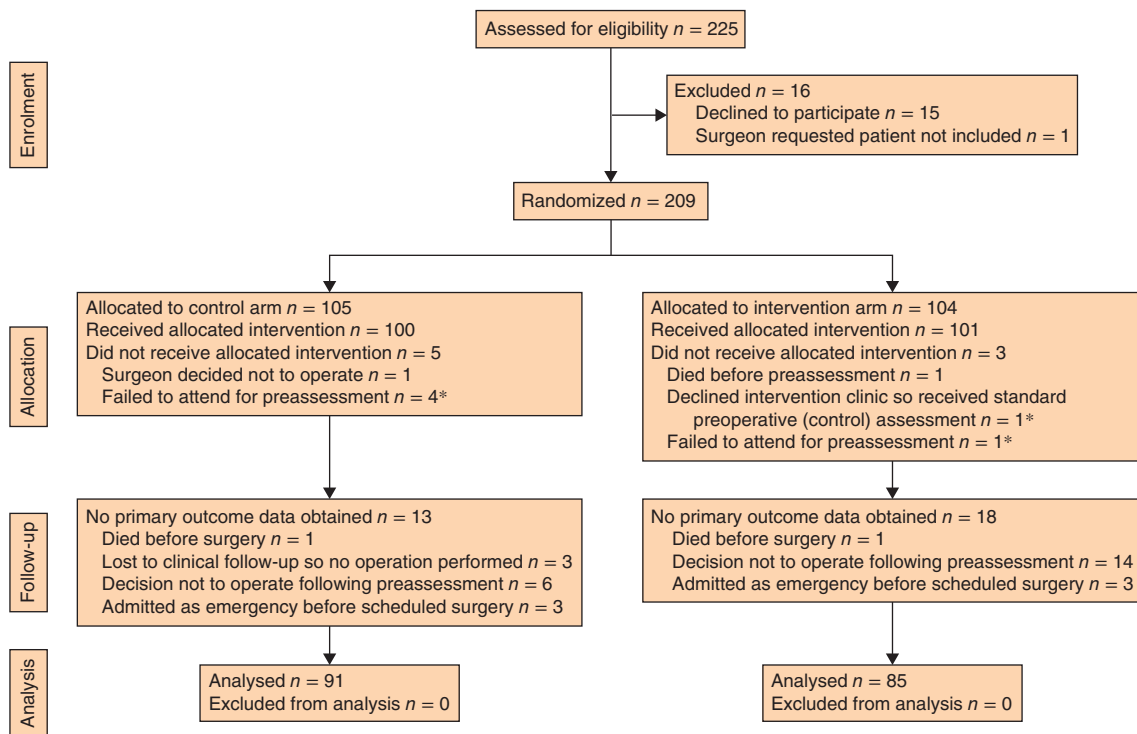 Enrolment
Assessed for eligibility n = 225
Excluded n = 16
Declined to participate n = 15
Surgeon requested patient not included n = 1
Randomized n = 209
Allocation
Allocated to control arm n = 105
Received allocated intervention n = 100
Did not receive allocated intervention n = 5
Surgeon decided not to operate n = 1
Failed to attend for preassessment n = 4*
Allocated to intervention arm n = 104
Received allocated intervention n = 101
Did not receive allocated intervention n = 3
Died before preassessment n = 1
Declined intervention clinic so received standard
preoperative (control) assessment n = 1*
Failed to attend for preassessment n = 1*
Follow-up
No primary outcome data obtained n = 13
Died before surgery n = 1
Lost to clinical follow-up so no operation performed n = 3
Decision not to operate following preassessment n = 6
Admitted as emergency before scheduled surgery n = 3
No primary outcome data obtained n = 18
Died before surgery n = 1
Decision not to operate following preassessment n = 14
Admitted as emergency before scheduled surgery n = 3
Analysis
Analysed n = 91
Excluded from analysis n = 0
Analysed n = 85
Excluded from analysis n = 0